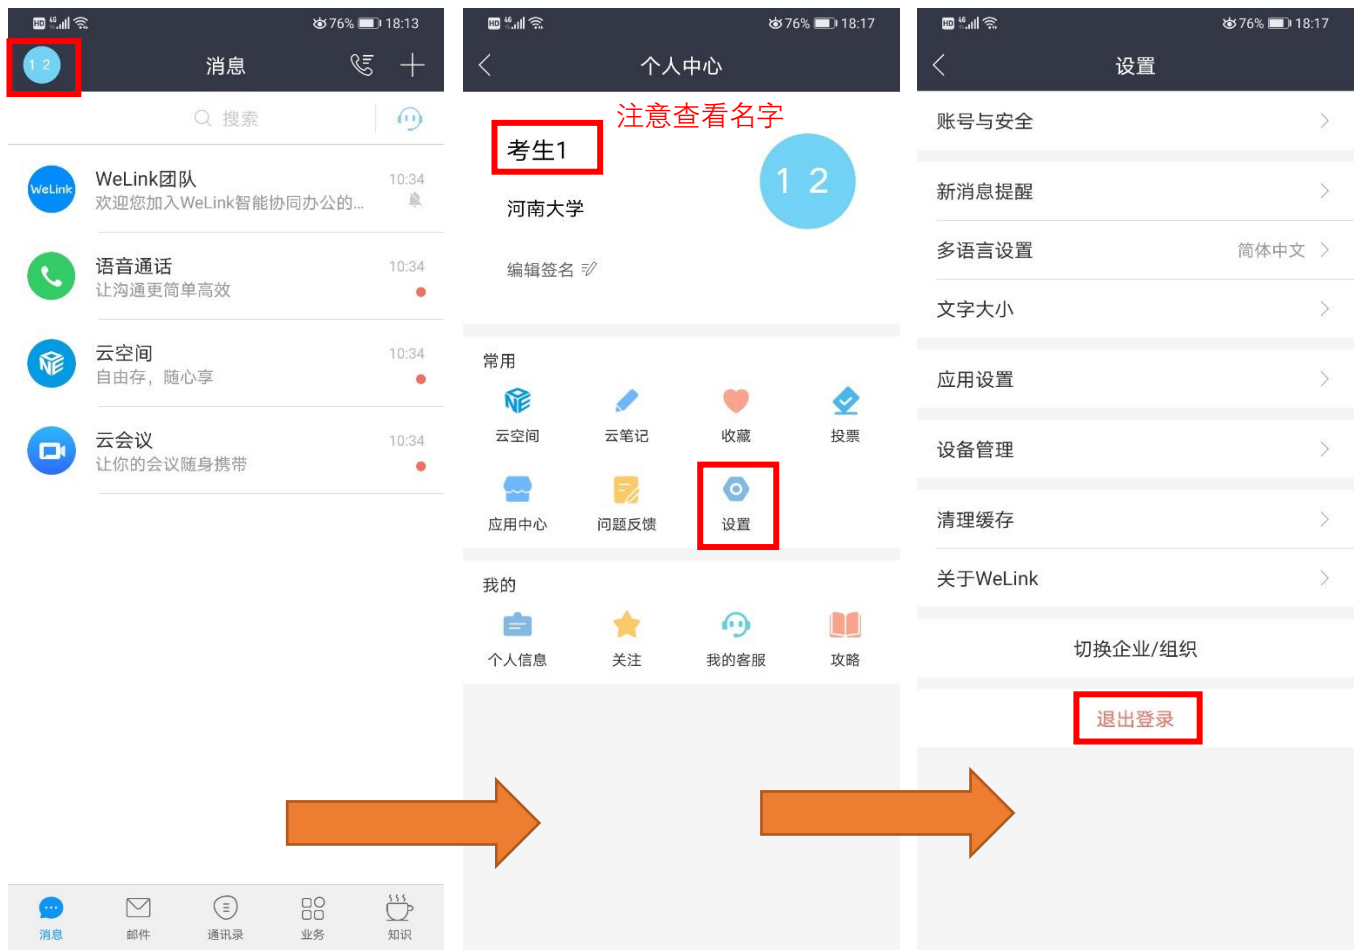 HD 4G 76% 18:13
1 2
消息
搜索
WeLink
WeLink团队
10:34
欢迎您加入WeLink智能协同办公的...
语音通话
10:34
让沟通更简单高效
云空间
10:34
自由存，随心享
云会议
10:34
让你的会议随身携带
消息
邮件
通讯录
业务
知识
HD 4G 76% 18:17
个人中心
注意查看名字
考生1
1 2
河南大学
编辑签名
常用
云空间
云笔记
收藏
投票
应用中心
问题反馈
设置
我的
个人信息
关注
我的客服
攻略
HD 4G 76% 18:17
设置
账号与安全
新消息提醒
多语言设置 简体中文
文字大小
应用设置
设备管理
清理缓存
关于WeLink
切换企业/组织
退出登录